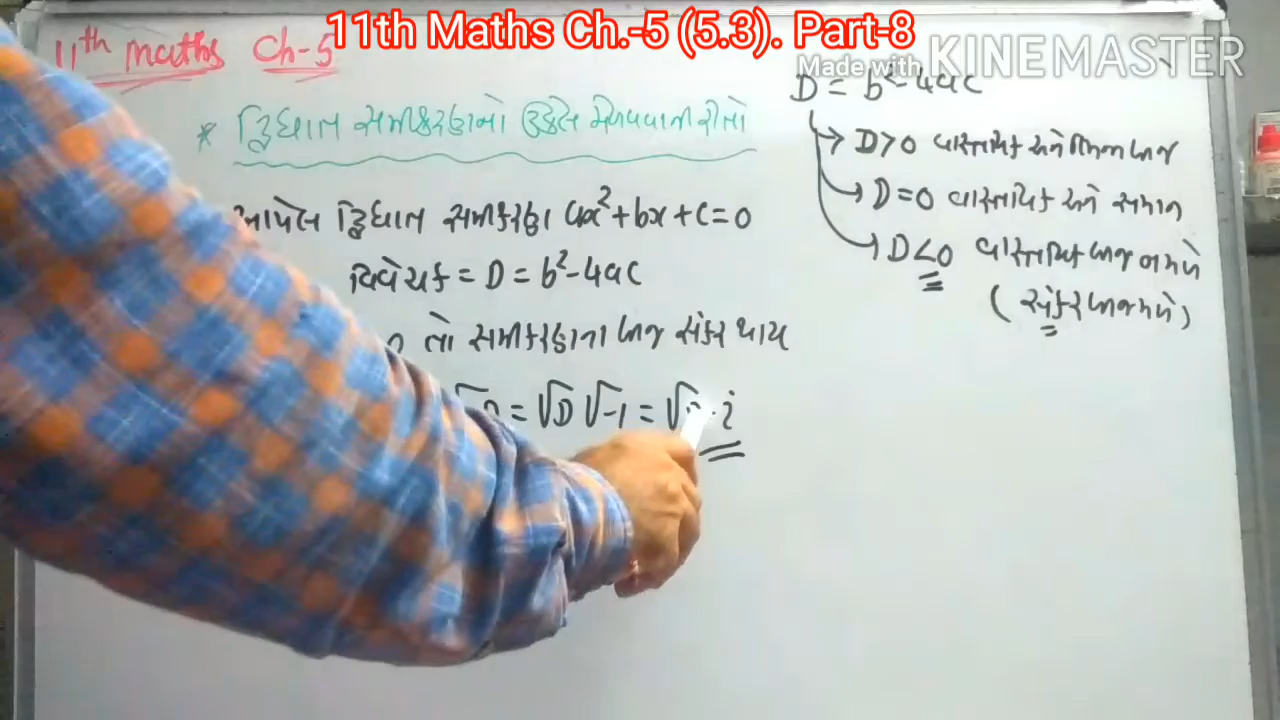 11th Maths Ch.-5 (5.3). Part-8
Made with KINEMASTER
11th maths Ch-5
* દ્વિઘાત સમીકરણનો ઉકેલ મેળવવાની રીતો
આપેલ દ્વિઘાત સમીકરણ ax²+bx+c=0
વિવેચક = D = b²-4ac
તો સમીકરણના બીજ સંકર થાય
= √D √-1 = √D · i
D = b²-4ac
→ D>0 વાસ્તવિક અને ભિન્ન બીજ
→ D=0 વાસ્તવિક અને સમાન
→ D<0 વાસ્તવિક બીજ ન મળે
(સંકર બીજ મળે)